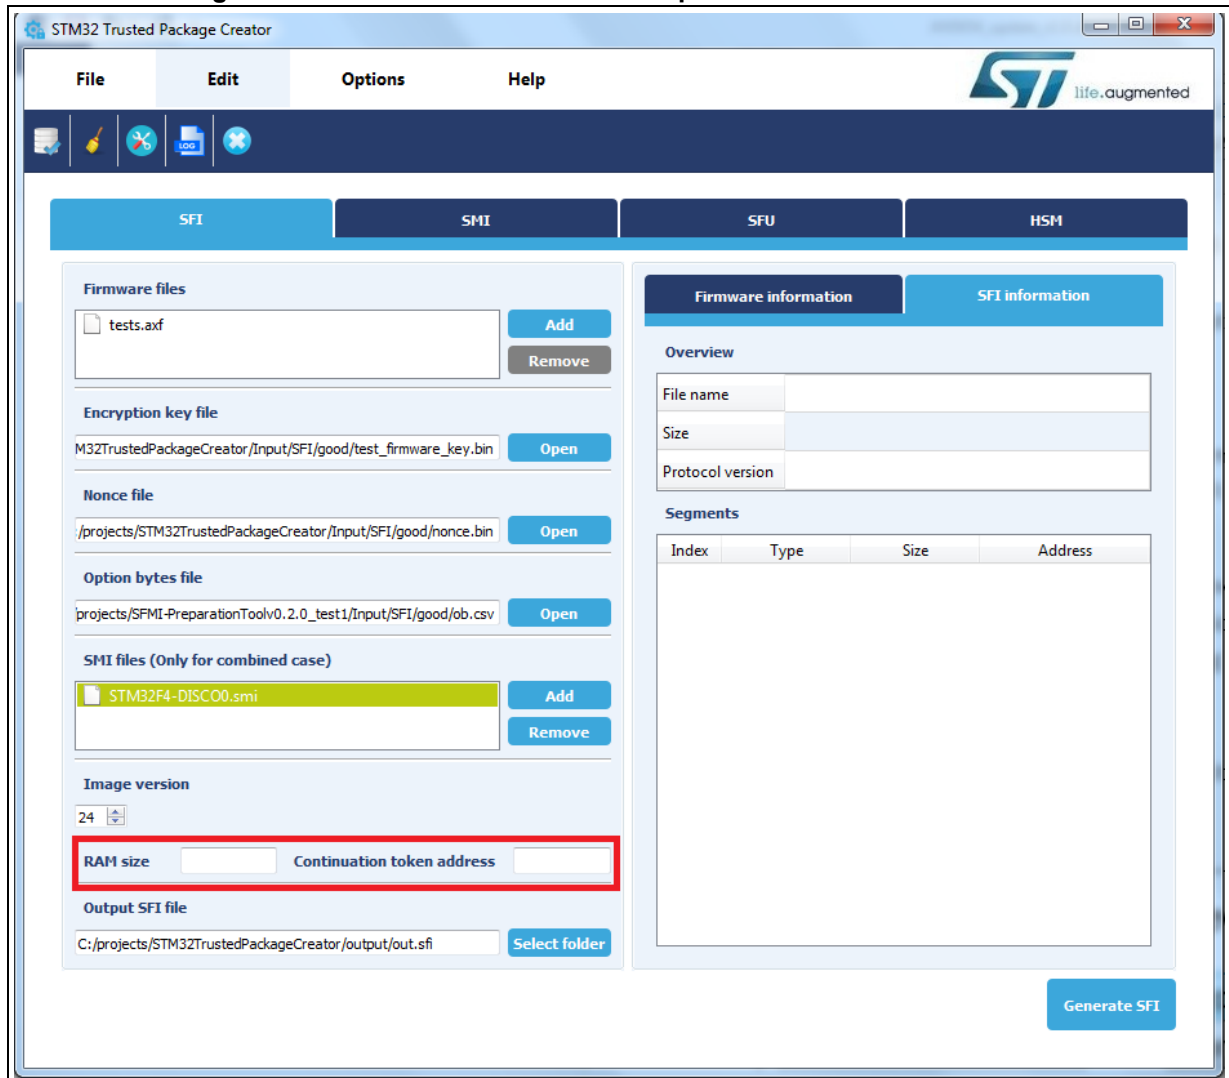 STM32 Trusted Package Creator
File Edit Options Help
life.augmented
LOG
SFI SMI SFU HSM
Firmware files
tests.axf
Add
Remove
Encryption key file
M32TrustedPackageCreator/Input/SFI/good/test_firmware_key.bin Open
Nonce file
:/projects/STM32TrustedPackageCreator/Input/SFI/good/nonce.bin Open
Option bytes file
projects/SFMI-PreparationToolv0.2.0_test1/Input/SFI/good/ob.csv Open
SMI files (Only for combined case)
STM32F4-DISCO0.smi
Add
Remove
Image version
24
RAM size Continuation token address
Output SFI file
C:/projects/STM32TrustedPackageCreator/output/out.sfi Select folder
Firmware information SFI information
Overview
File name
Size
Protocol version
Segments
Index Type Size Address
Generate SFI